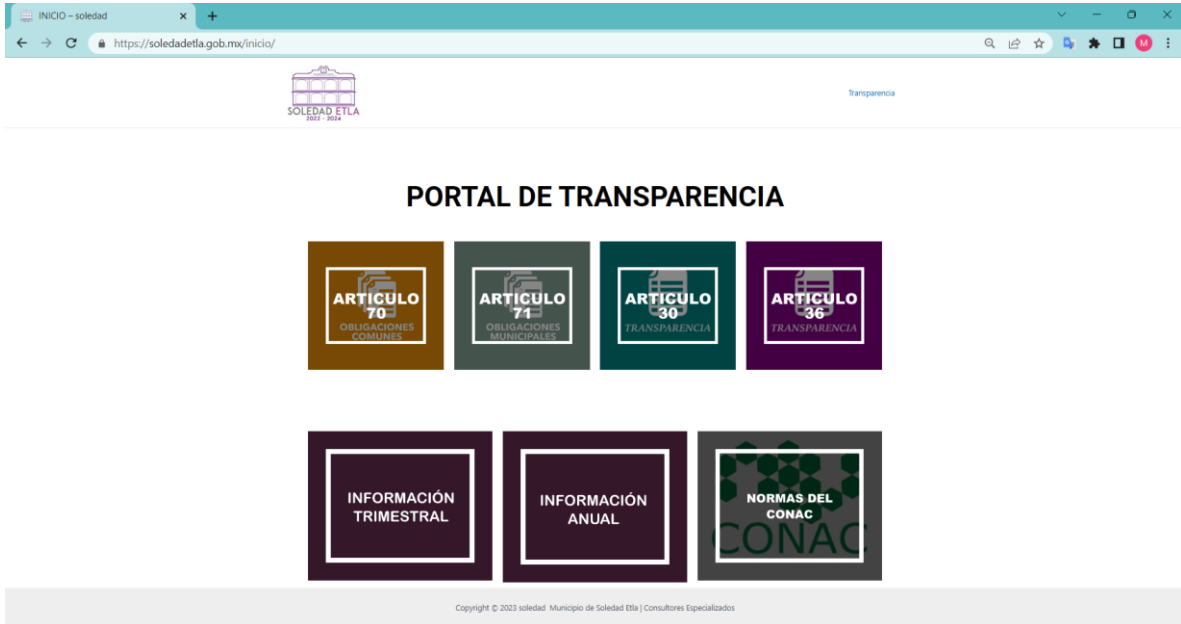 INICIO – soledad
https://soledadetla.gob.mx/inicio/
M
SOLEDAD ETLA
2022 - 2024
Transparencia
PORTAL DE TRANSPARENCIA
ARTICULO
70
OBLIGACIONES
COMUNES
ARTICULO
71
OBLIGACIONES
MUNICIPALES
ARTICULO
30
TRANSPARENCIA
ARTICULO
36
TRANSPARENCIA
INFORMACIÓN
TRIMESTRAL
INFORMACIÓN
ANUAL
NORMAS DEL
CONAC
CONAC
Copyright © 2023 soledad Municipio de Soledad Etla | Consultores Especializados